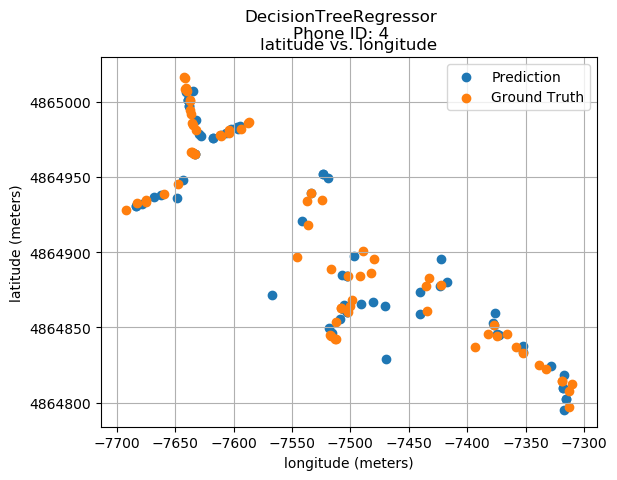 DecisionTreeRegressor
Phone ID: 4
latitude vs. longitude
Prediction
Ground Truth
4865000
4864950
4864900
4864850
4864800
−7700 −7650 −7600 −7550 −7500 −7450 −7400 −7350 −7300
longitude (meters)
latitude (meters)